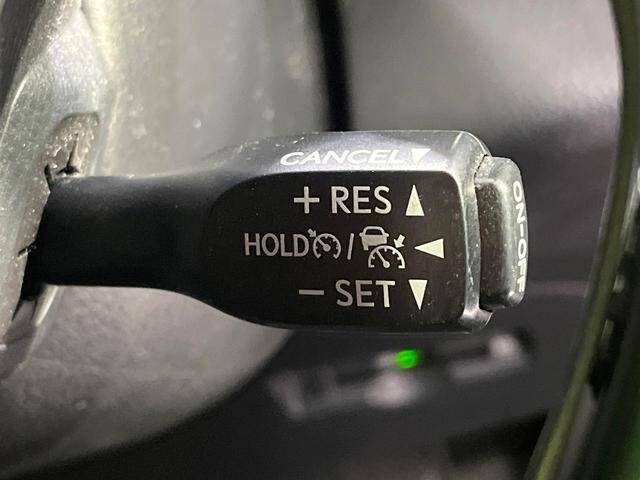 CANCEL▼
+ RES ▲
HOLD / ◀
− SET ▼
ON-OFF